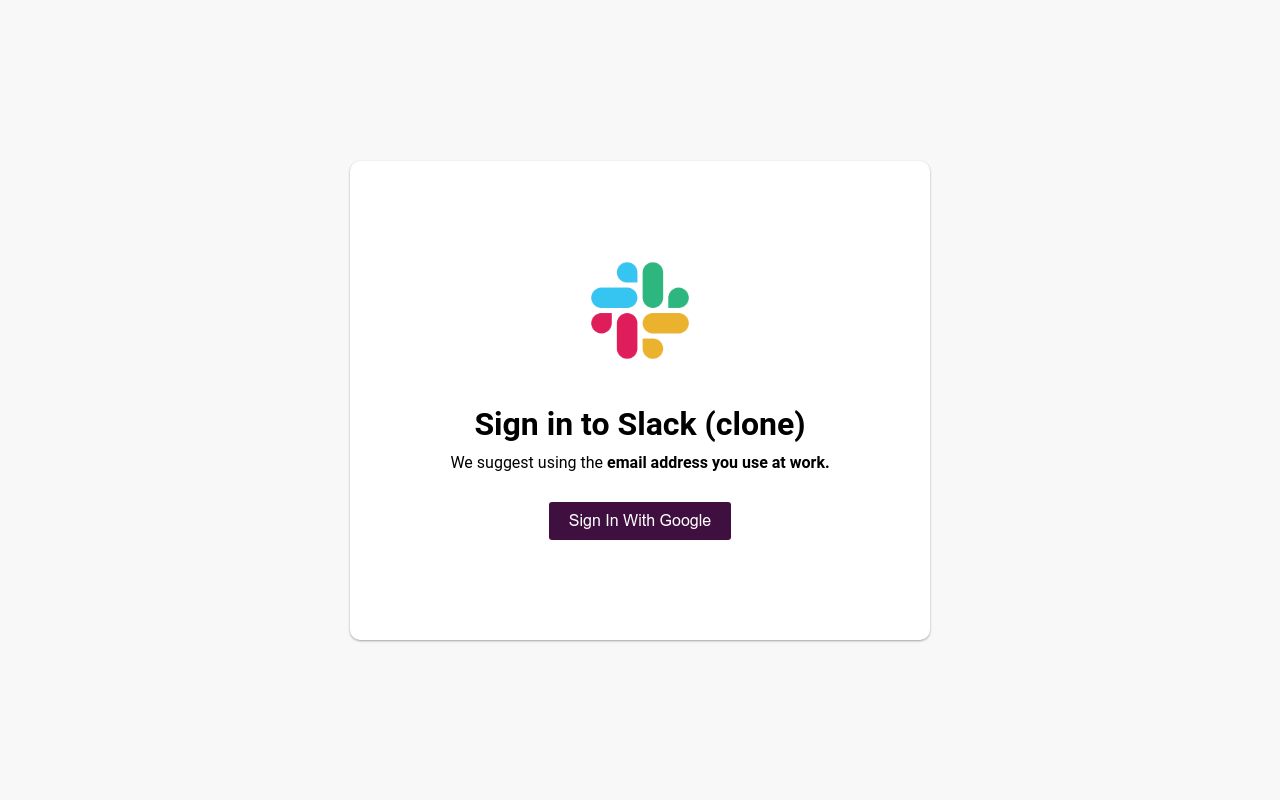 Sign in to Slack (clone)
We suggest using the email address you use at work.
Sign In With Google